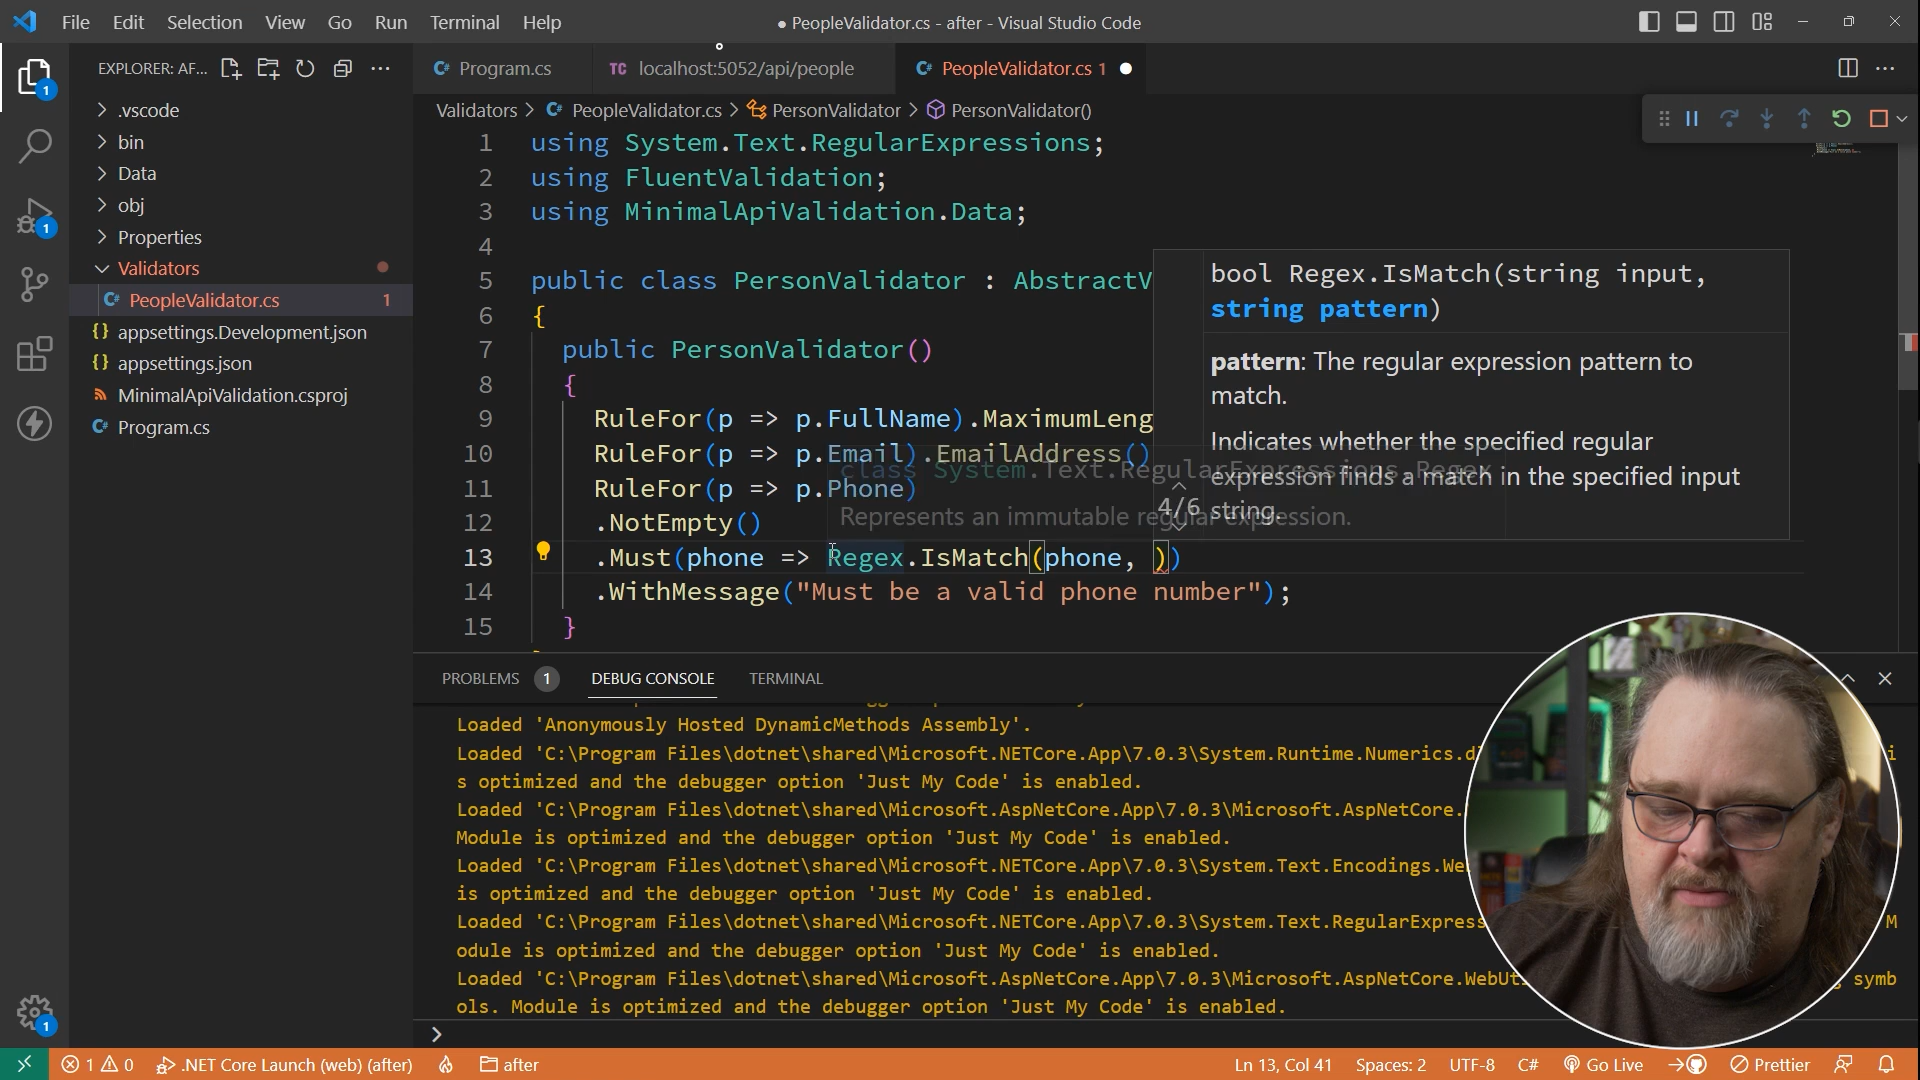 File Edit Selection View Go Run Terminal Help
● PeopleValidator.cs - after - Visual Studio Code
EXPLORER: AF...
Program.cs
TC localhost:5052/api/people
PeopleValidator.cs 1
Validators > PeopleValidator.cs > PersonValidator > PersonValidator()
.vscode
bin
Data
obj
Properties
Validators
PeopleValidator.cs 1
appsettings.Development.json
appsettings.json
MinimalApiValidation.csproj
Program.cs
1 using System.Text.RegularExpressions;
2 using FluentValidation;
3 using MinimalApiValidation.Data;
4
5 public class PersonValidator : AbstractV
6 {
7 public PersonValidator()
8 {
9 RuleFor(p => p.FullName).MaximumLeng
10 RuleFor(p => p.Email).EmailAddress()
11 RuleFor(p => p.Phone)
12 .NotEmpty()
13 .Must(phone => Regex.IsMatch(phone, ))
14 .WithMessage("Must be a valid phone number");
15 }
bool Regex.IsMatch(string input,
string pattern)
pattern: The regular expression pattern to
match.
Indicates whether the specified regular
expression finds a match in the specified input
string.
4/6
class System.Text.RegularExpressions.Regex
Represents an immutable regular expression.
PROBLEMS 1 DEBUG CONSOLE TERMINAL
Loaded 'Anonymously Hosted DynamicMethods Assembly'.
Loaded 'C:\Program Files\dotnet\shared\Microsoft.NETCore.App\7.0.3\System.Runtime.Numerics.d i
s optimized and the debugger option 'Just My Code' is enabled.
Loaded 'C:\Program Files\dotnet\shared\Microsoft.AspNetCore.App\7.0.3\Microsoft.AspNetCore.
Module is optimized and the debugger option 'Just My Code' is enabled.
Loaded 'C:\Program Files\dotnet\shared\Microsoft.NETCore.App\7.0.3\System.Text.Encodings.We
is optimized and the debugger option 'Just My Code' is enabled.
Loaded 'C:\Program Files\dotnet\shared\Microsoft.NETCore.App\7.0.3\System.Text.RegularExpress M
odule is optimized and the debugger option 'Just My Code' is enabled.
Loaded 'C:\Program Files\dotnet\shared\Microsoft.AspNetCore.App\7.0.3\Microsoft.AspNetCore.WebUt symb
ols. Module is optimized and the debugger option 'Just My Code' is enabled.
1 0 .NET Core Launch (web) (after) after Ln 13, Col 41 Spaces: 2 UTF-8 C# Go Live Prettier